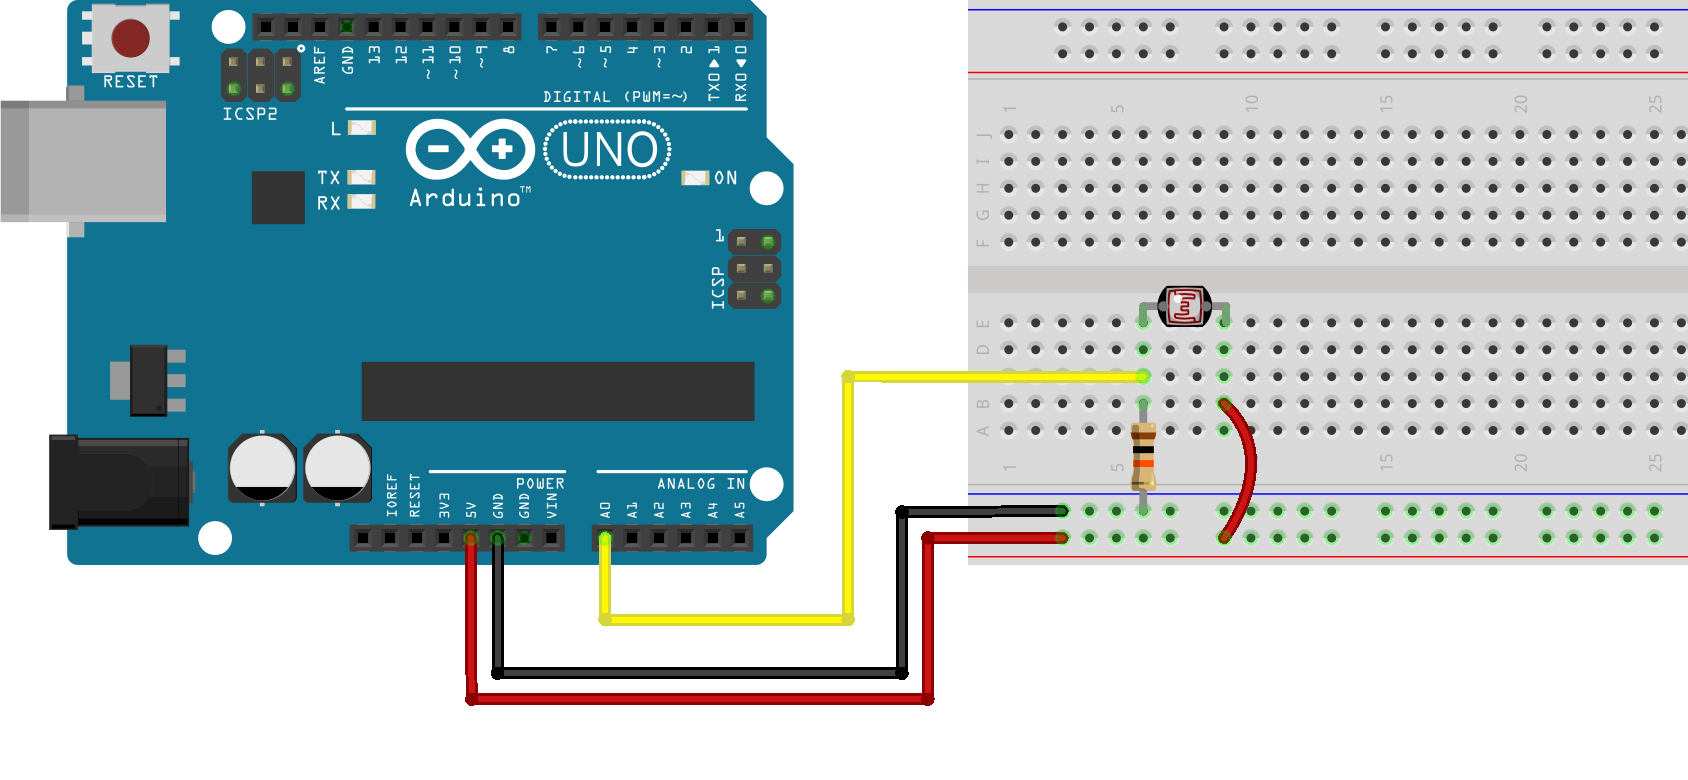 RESET
ICSP2
AREF
GND
13
12
~11
~10
~9
8
7
~6
~5
4
~3
2
TX0▶1
RX0◀0
DIGITAL (PWM=~)
L
TX
RX
UNO
Arduino™
ON
1
ICSP
IOREF
RESET
3V3
5V
GND
GND
VIN
POWER
A0
A1
A2
A3
A4
A5
ANALOG IN
1 5 10 15 20 25
J
I
H
G
F
E
D
C
B
A
1 5 15 20 25